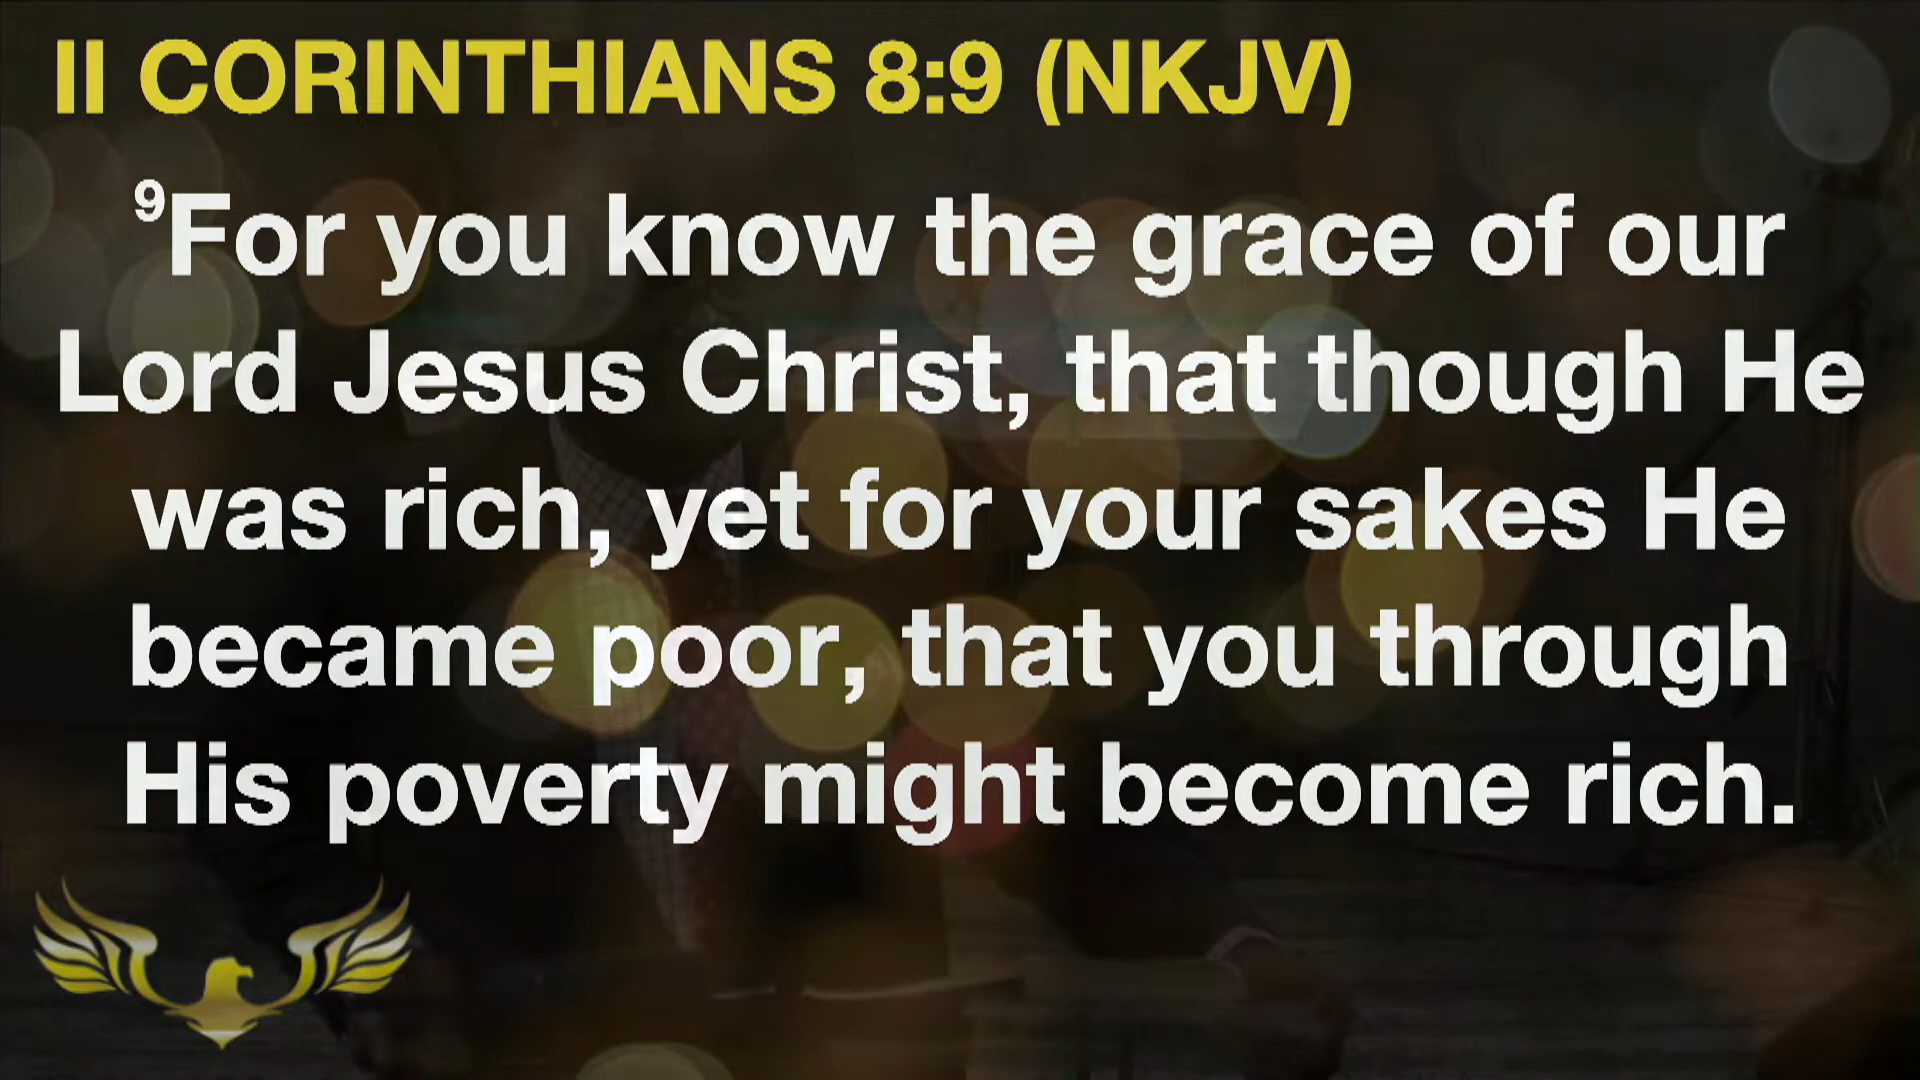 II CORINTHIANS 8:9 (NKJV)
⁹For you know the grace of our
Lord Jesus Christ, that though He
was rich, yet for your sakes He
became poor, that you through
His poverty might become rich.